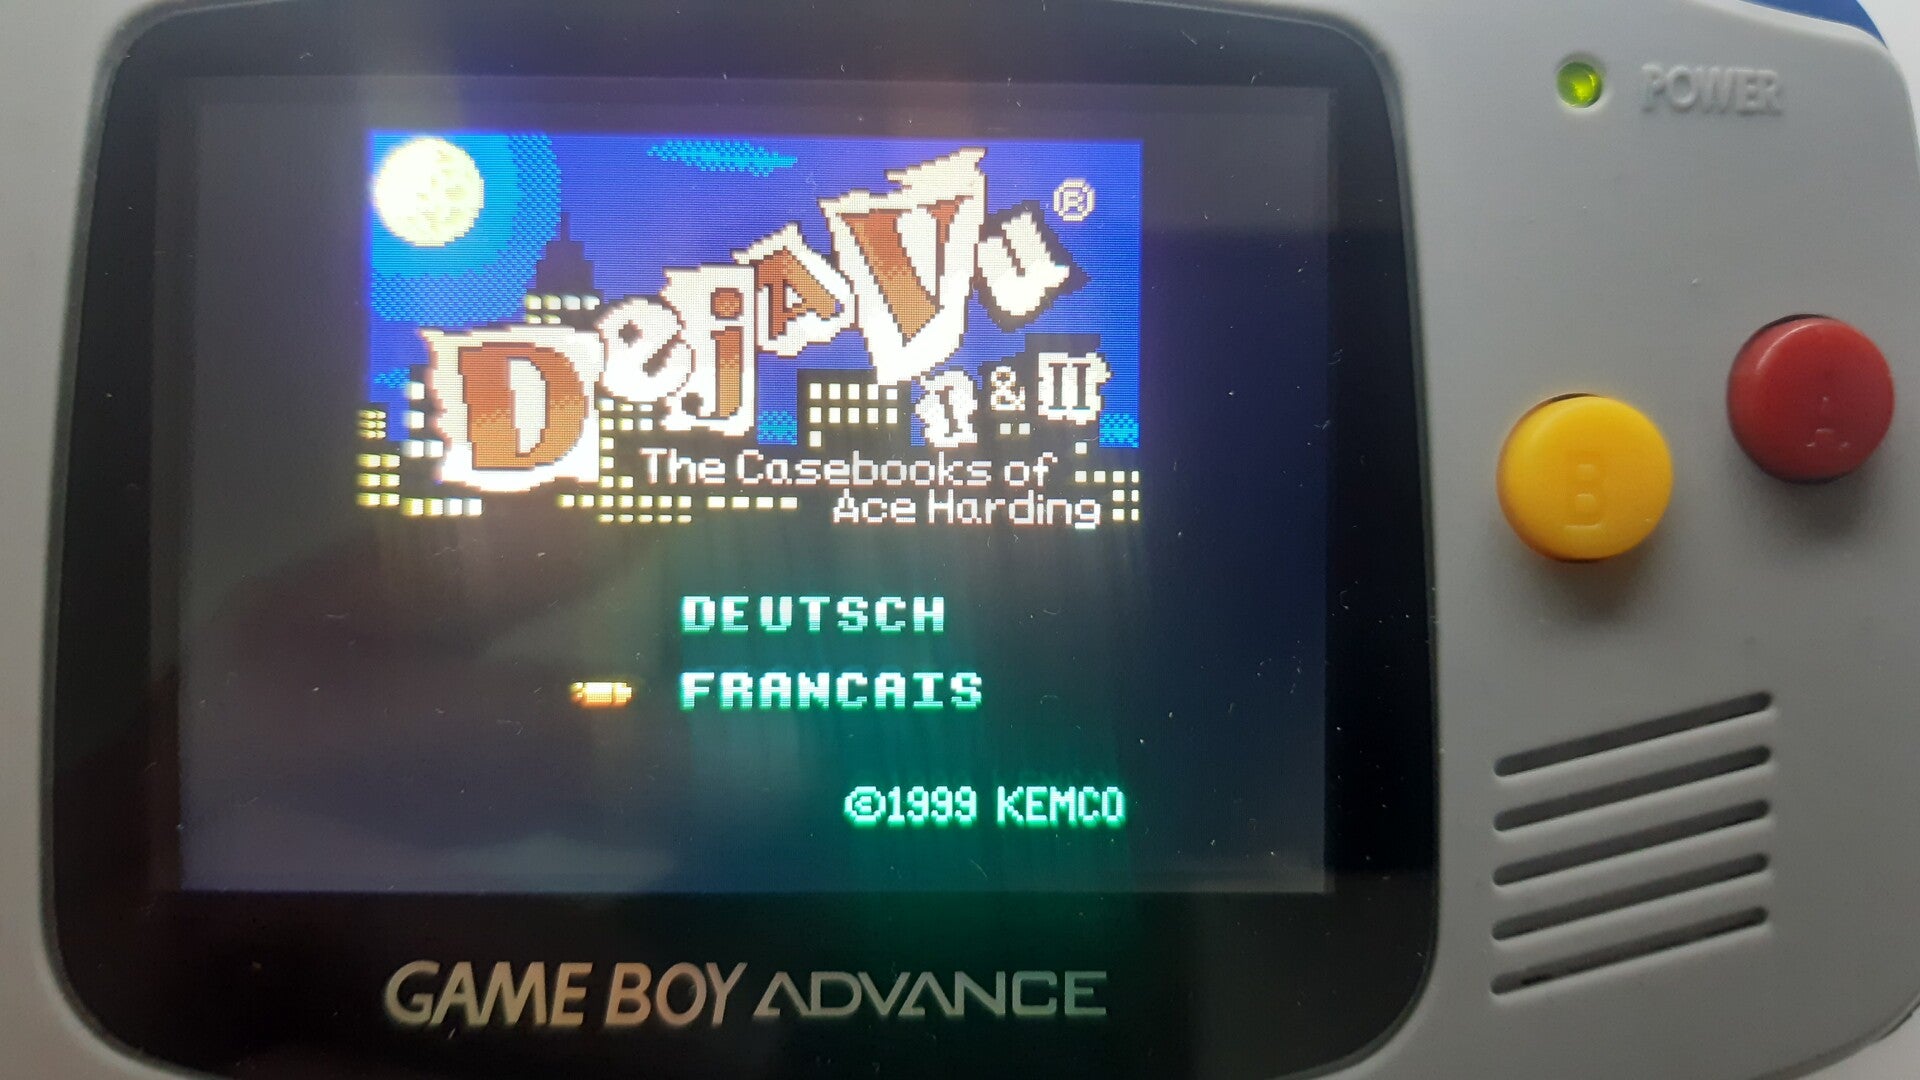 POWER
DeJAVu ®
I & II
The Casebooks of
Ace Harding
DEUTSCH
FRANCAIS
©1999 KEMCO
A
B
GAME BOY ADVANCE